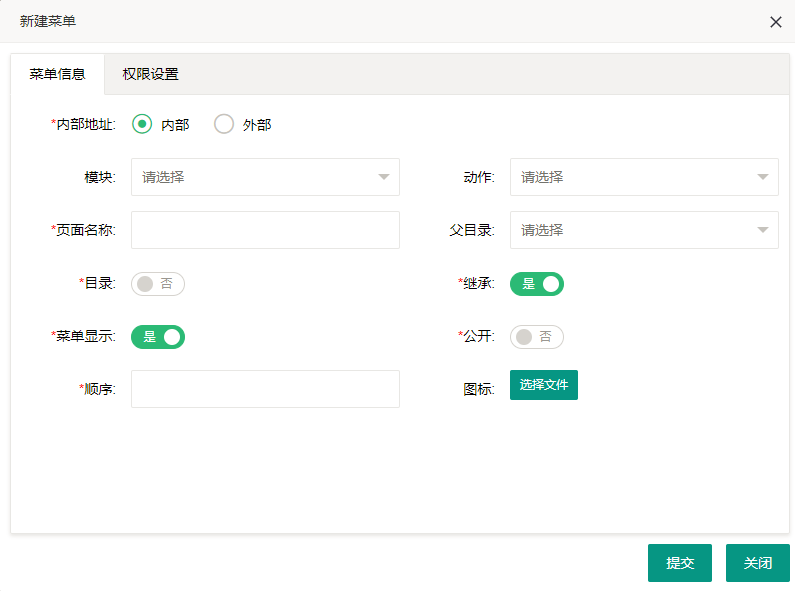 新建菜单
菜单信息 权限设置
*内部地址: 内部 外部
模块: 请选择 动作: 请选择
*页面名称: 父目录: 请选择
*目录: 否 *继承: 是
*菜单显示: 是 *公开: 否
*顺序: 图标: 选择文件
提交 关闭